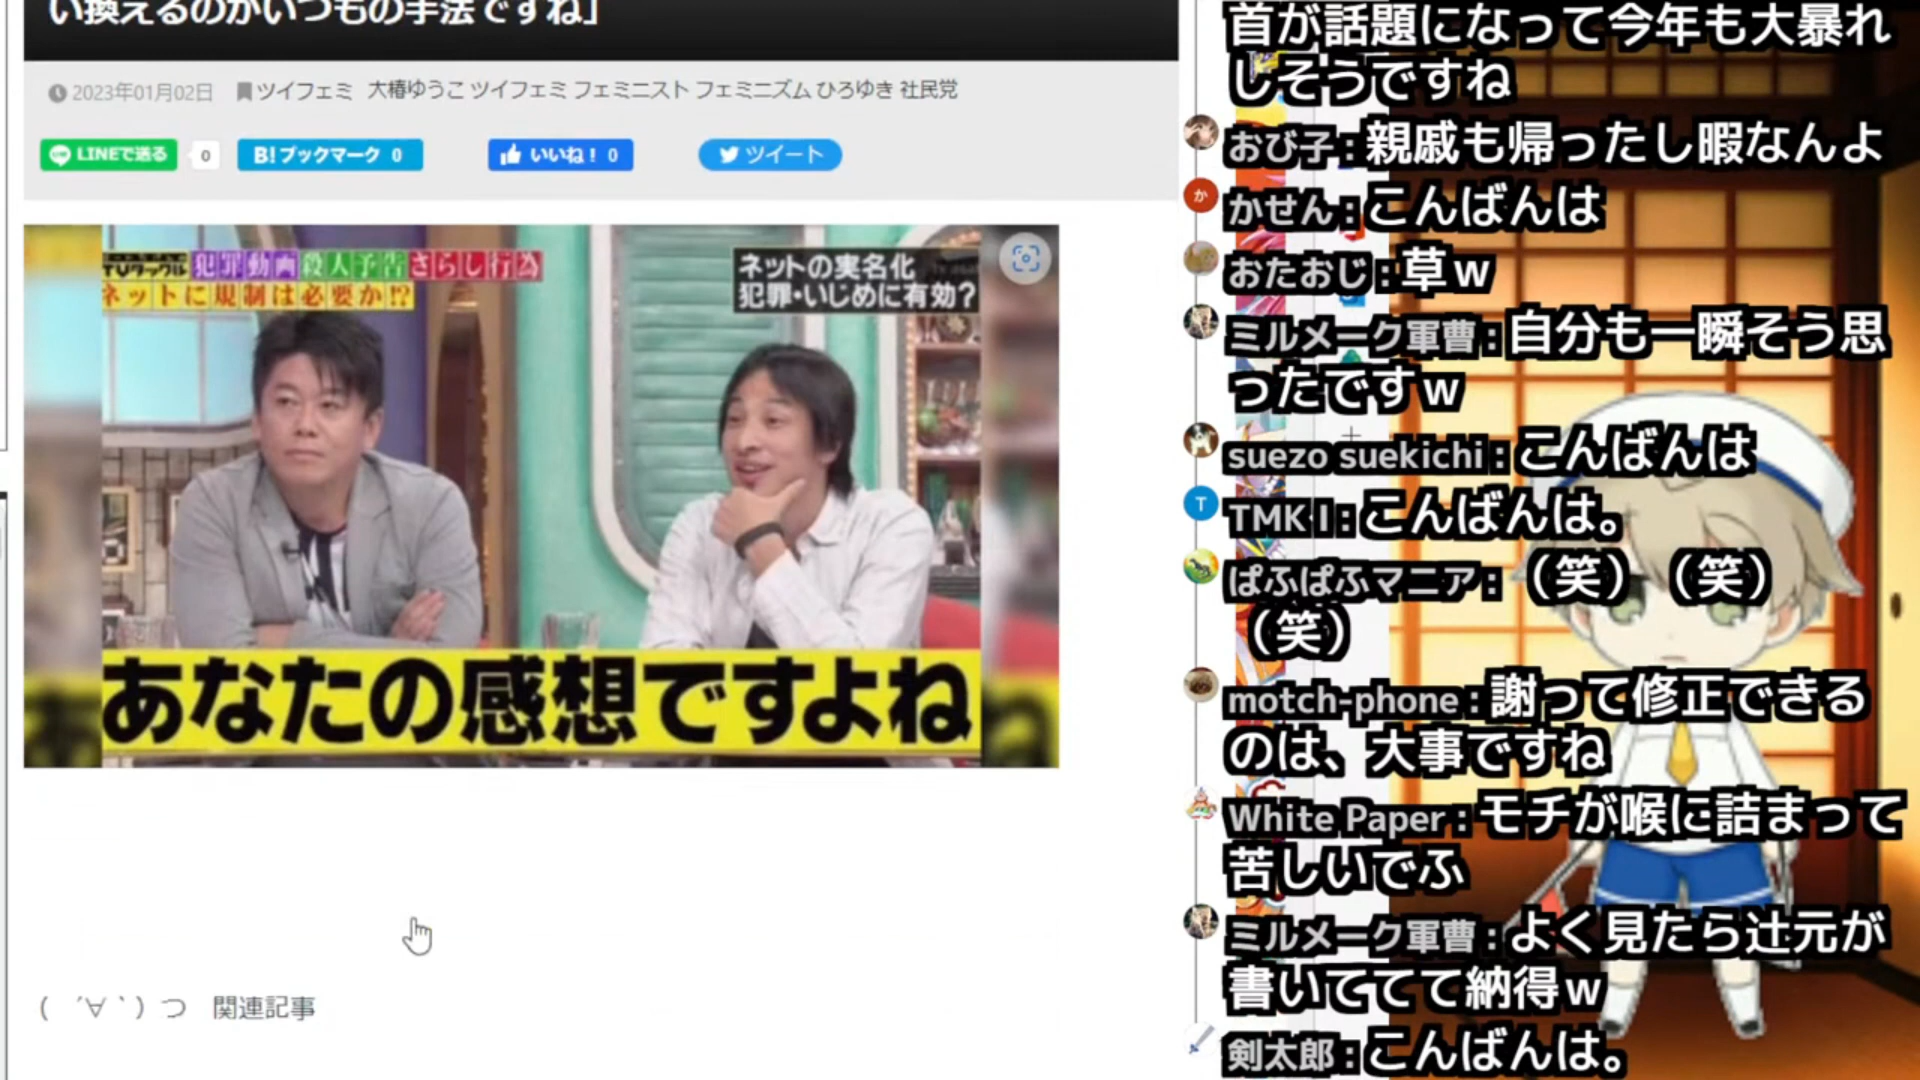 い換えるのがいつもの手法ですね」
2023年01月02日 ツイフェミ 大椿ゆうこ ツイフェミ フェミニスト フェミニズム ひろゆき 社民党
LINEで送る 0 B!ブックマーク 0 いいね！ 0 ツイート
TVタックル 犯罪動画 殺人予告 さらし行為
ネットに規制は必要か!?
ネットの実名化
犯罪・いじめに有効？
あなたの感想ですよね
( ´∀｀) つ 関連記事
首が話題になって今年も大暴れ
しそうですね
おび子：親戚も帰ったし暇なんよ
か かせん：こんばんは
おたおじ：草ｗ
ミルメーク軍曹：自分も一瞬そう思
ったですｗ
suezo suekichi：こんばんは
T TMK I：こんばんは。
ぱふぱふマニア：（笑）（笑）
（笑）
motch-phone：謝って修正できる
のは、大事ですね
White Paper：モチが喉に詰まって
苦しいでふ
ミルメーク軍曹：よく見たら辻元が
書いててて納得ｗ
剣太郎：こんばんは。